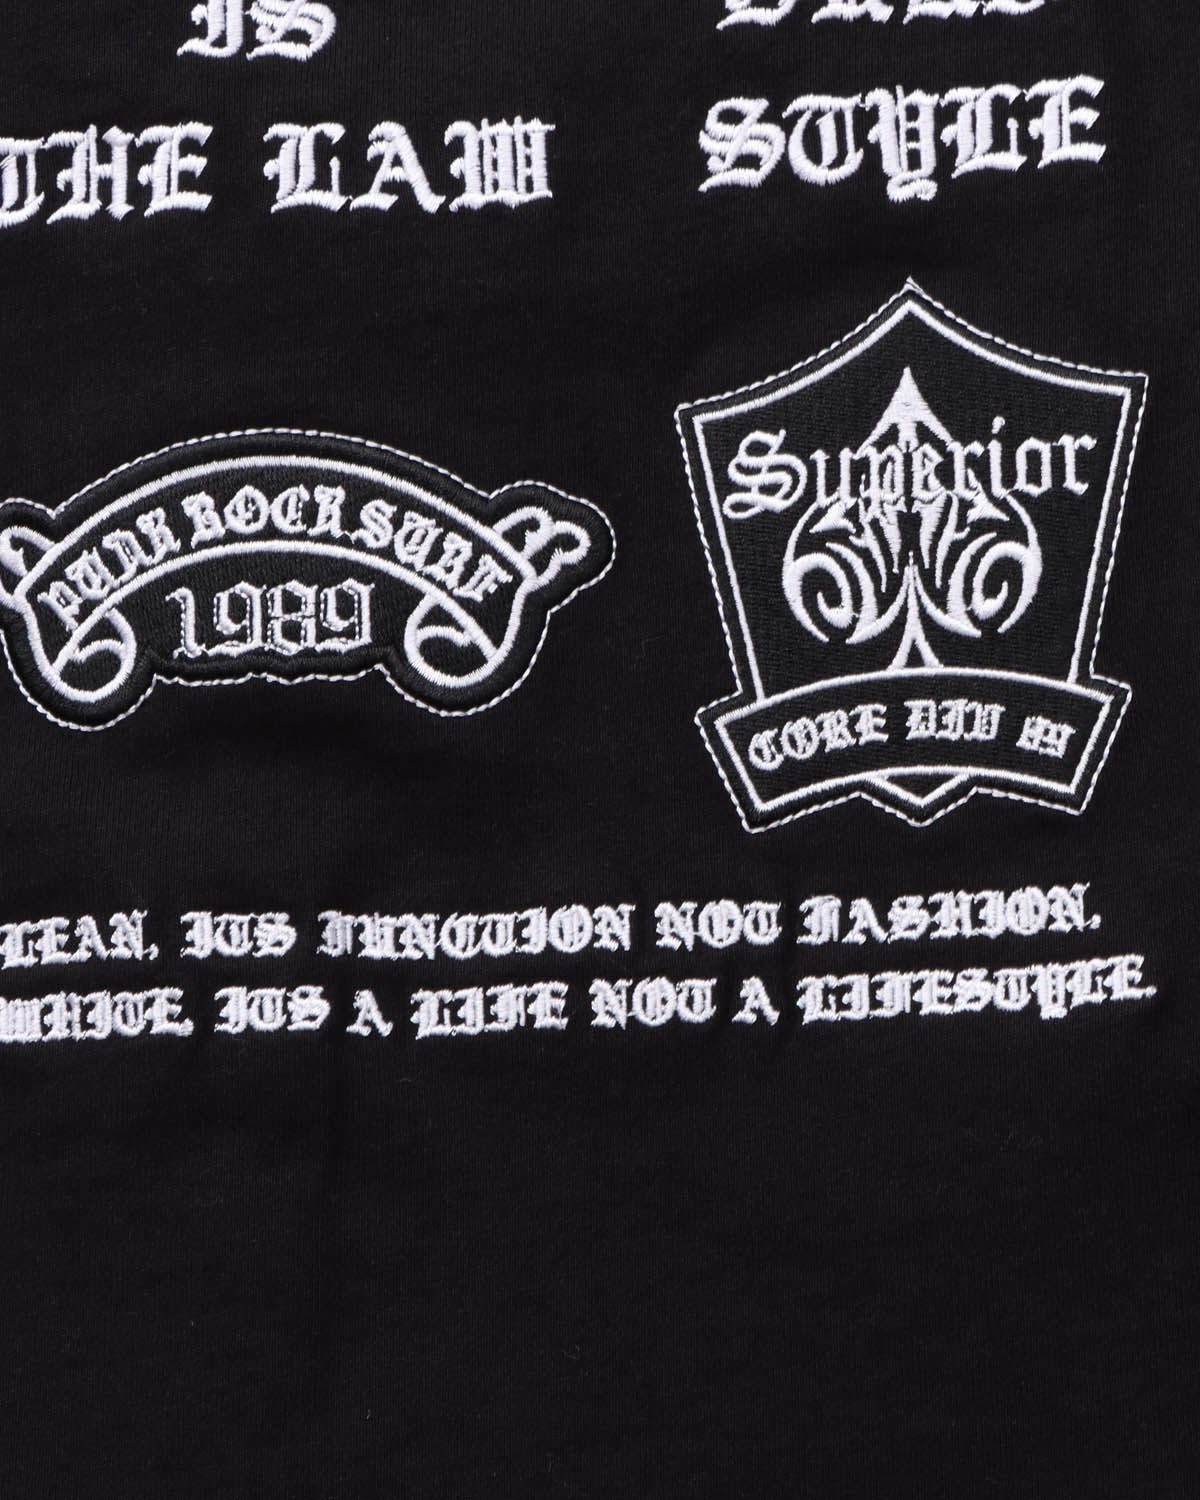 IS
STYLE
THE LAW
Superior
PUNK ROCK SURF
1989
CORE DIV 89
LEAN, ITS FUNCTION NOT FASHION.
WHITE, ITS A LIFE NOT A LIFESTYLE.